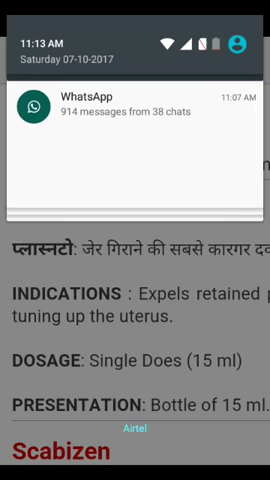 11:13 AM
Saturday 07-10-2017
WhatsApp
11:07 AM
914 messages from 38 chats
प्लास्नटो: जेर गिराने की सबसे कारगर
INDICATIONS : Expels retained
tuning up the uterus.
DOSAGE: Single Does (15 ml)
PRESENTATION: Bottle of 15 ml.
Airtel
Scabizen